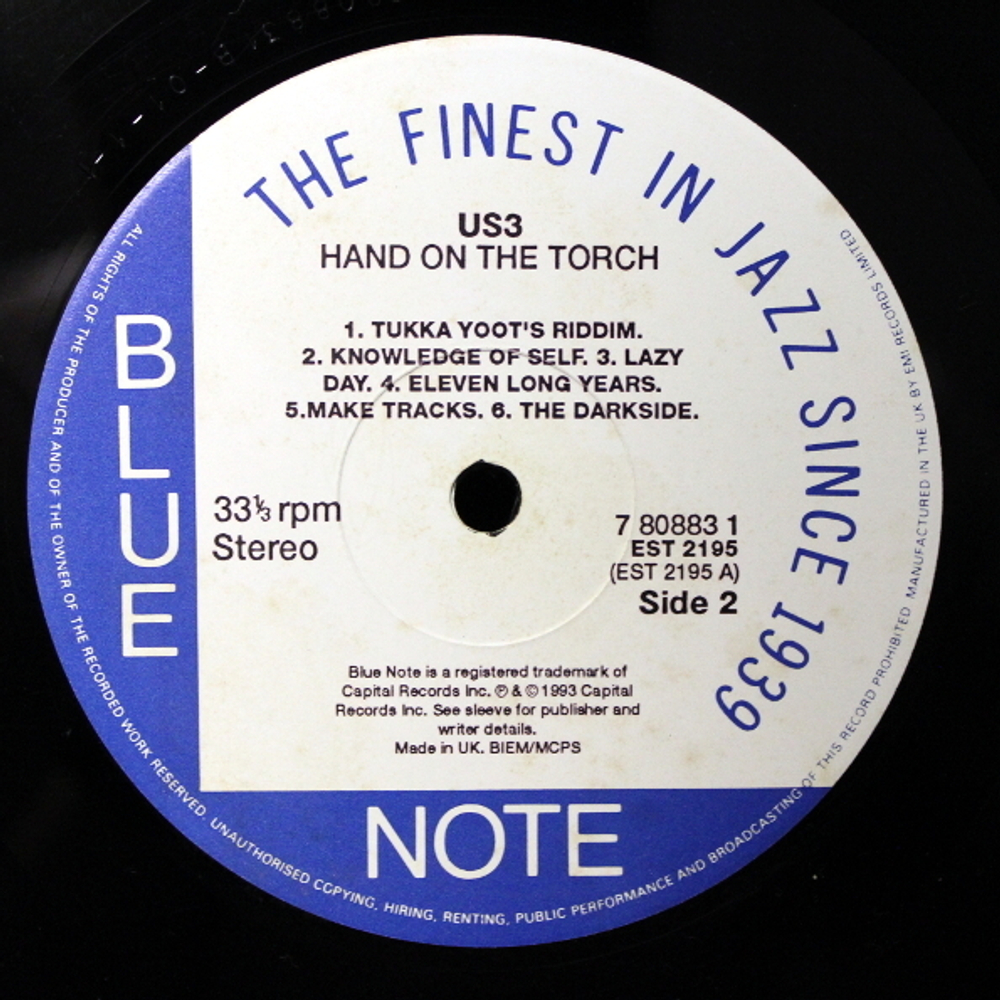 THE FINEST IN JAZZ SINCE 1939
US3
HAND ON THE TORCH
1. TUKKA YOOT'S RIDDIM.
2. KNOWLEDGE OF SELF. 3. LAZY
DAY. 4. ELEVEN LONG YEARS.
5.MAKE TRACKS. 6. THE DARKSIDE.
33⅓ rpm
Stereo
7 80883 1
EST 2195
(EST 2195 A)
Side 2
Blue Note is a registered trademark of
Capital Records Inc. ℗ & © 1993 Capital
Records Inc. See sleeve for publisher and
writer details.
Made in UK. BIEM/MCPS
BLUE
NOTE
ALL RIGHTS OF THE PRODUCER AND OF THE OWNER OF THE RECORDED WORK RESERVED. UNAUTHORISED COPYING, HIRING, RENTING, PUBLIC PERFORMANCE AND BROADCASTING OF THIS RECORD PROHIBITED. MANUFACTURED IN THE UK BY EMI RECORDS LIMITED